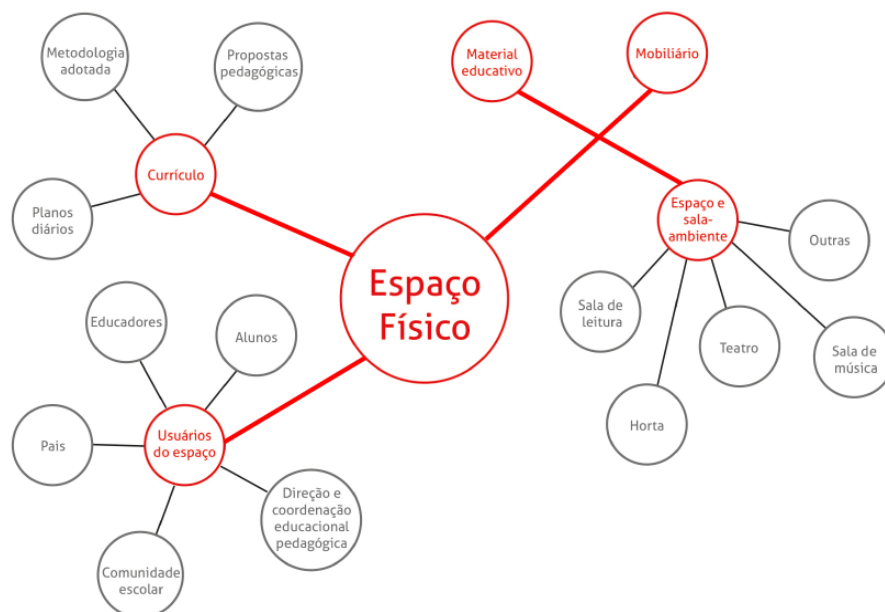 Metodologia
adotada
Propostas
pedagógicas
Material
educativo
Mobiliário
Currículo
Planos
diários
Espaço e
sala-
ambiente
Outras
Espaço
Físico
Sala de
leitura
Teatro
Sala de
música
Horta
Educadores
Alunos
Pais
Usuários
do espaço
Direção e
coordenação
educacional
pedagógica
Comunidade
escolar